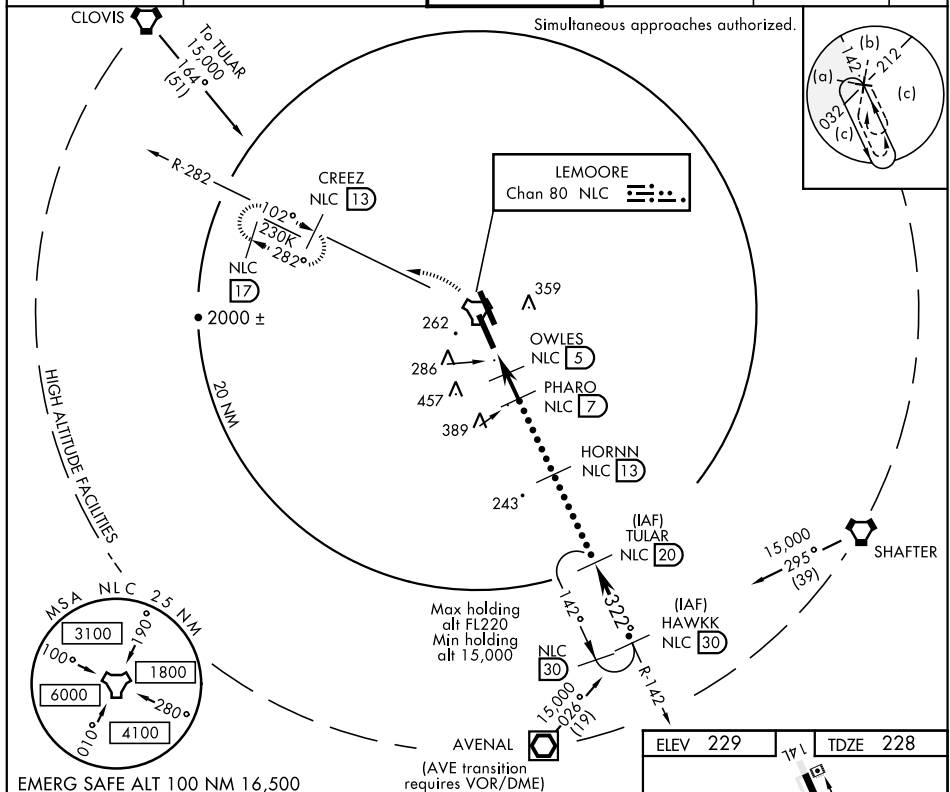 CLOVIS
Simultaneous approaches authorized.
To TULAR
15,000
164°
(51)
(b)
142
212
(a)
(c)
032
(c)
R-282
CREEZ
NLC 13
LEMOORE
Chan 80 NLC
102°
230K
282°
NLC
17
2000 ±
359
262
OWLES
NLC 5
286
PHARO
NLC 7
457
389
20 NM
HIGH ALTITUDE FACILITIES
HORNN
NLC 13
243
(IAF)
TULAR
NLC 20
15,000
295°
(39)
SHAFTER
MSA NLC 25 NM
3100
190°
100°
1800
6000
280°
010°
4100
Max holding
alt FL220
Min holding
alt 15,000
142°
322°
(IAF)
HAWKK
NLC 30
NLC
30
R-142
15,000
026°
(19)
AVENAL
(AVE transition
requires VOR/DME)
ELEV 229
TDZE 228
14L
EMERG SAFE ALT 100 NM 16,500